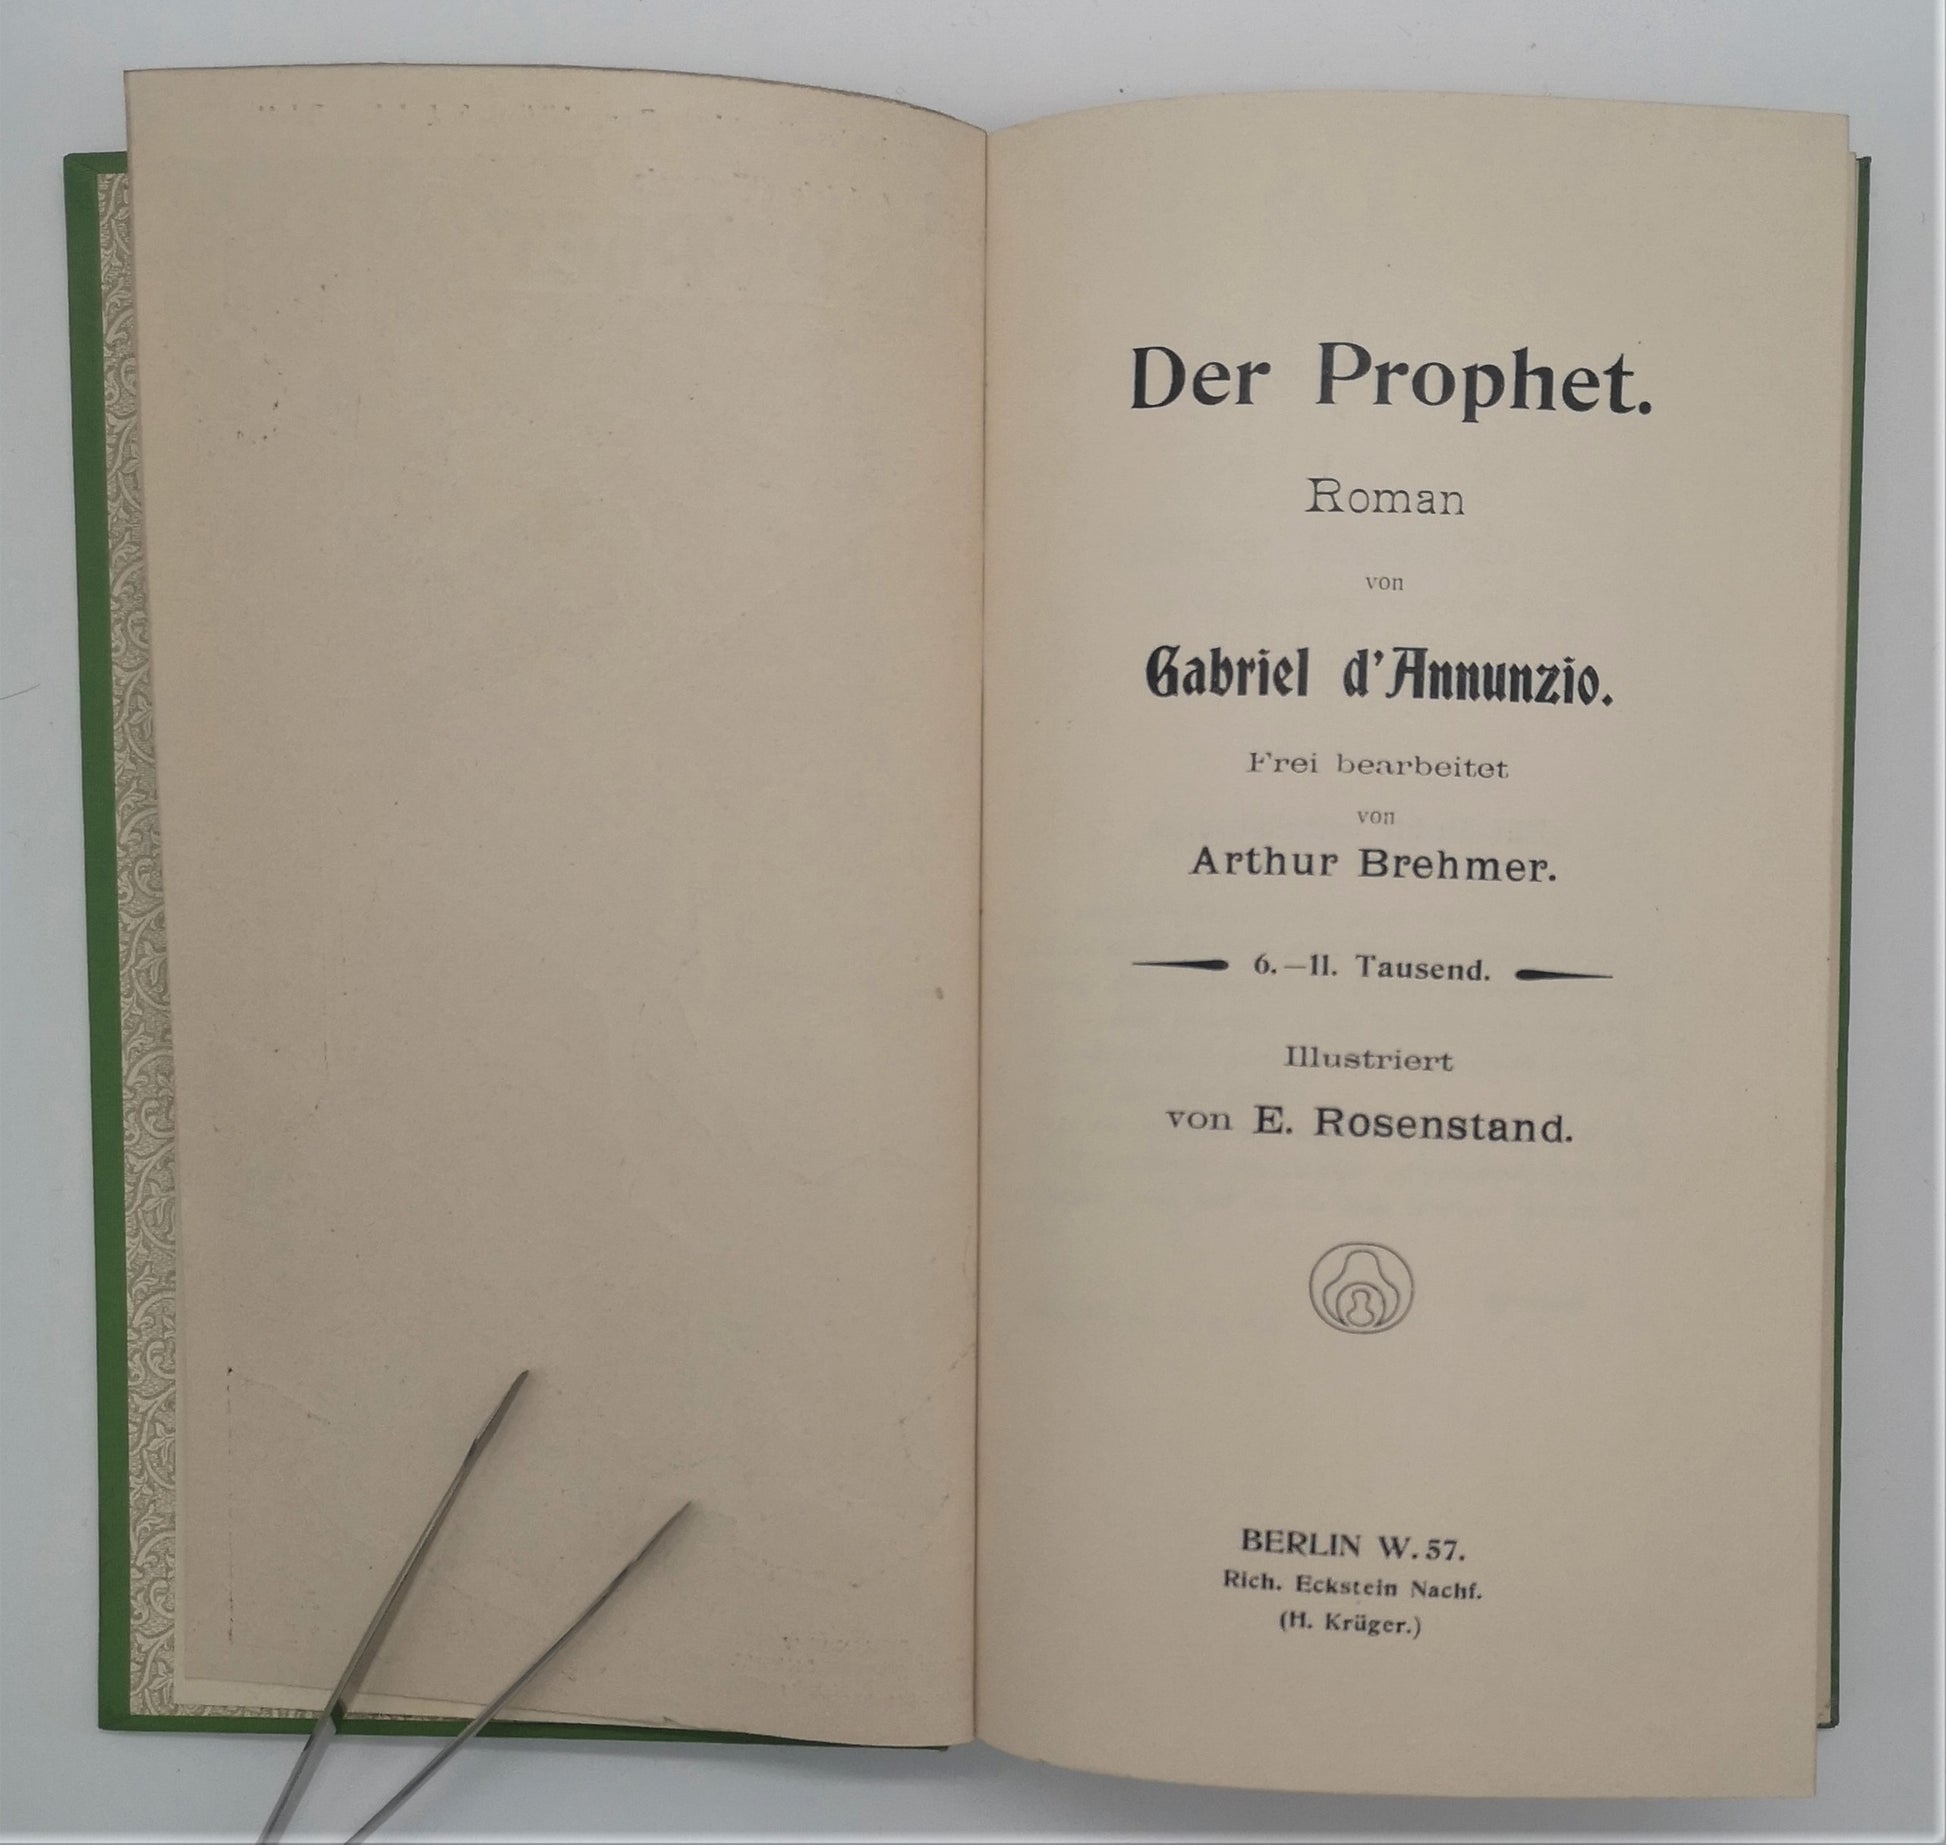 Der Prophet.
Roman
von
Gabriel d'Annunzio.
Frei bearbeitet
von
Arthur Brehmer.
6.—11. Tausend.
Illustriert
von E. Rosenstand.
BERLIN W. 57.
Rich. Eckstein Nachf.
(H. Krüger.)